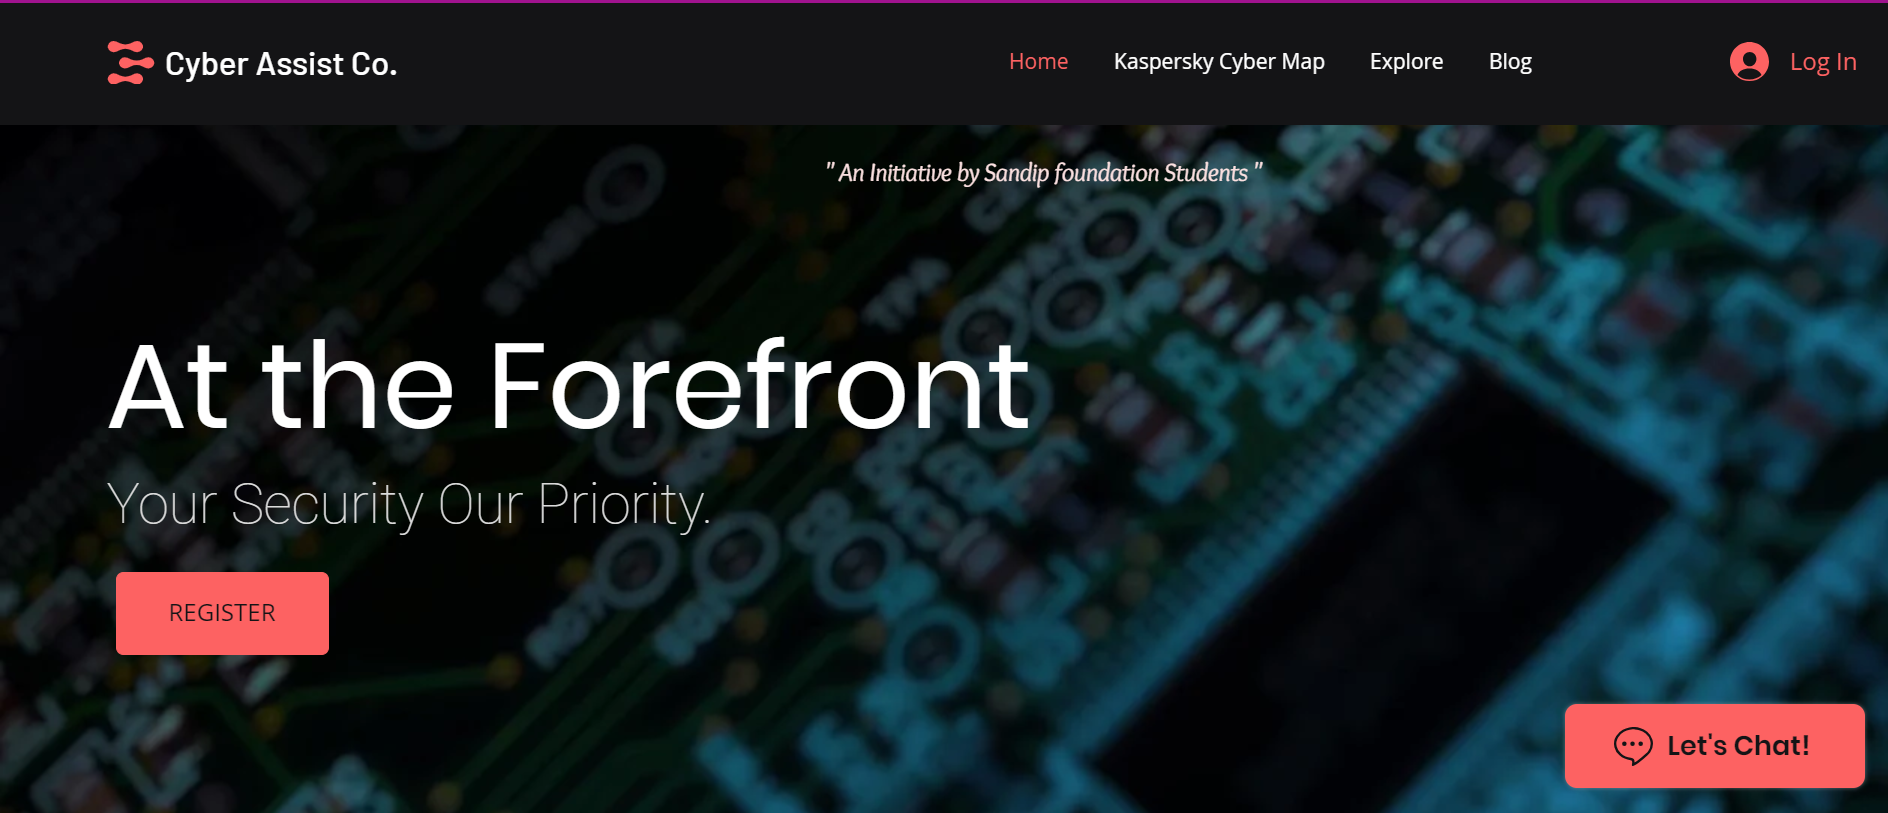 Cyber Assist Co.
Home
Kaspersky Cyber Map
Explore
Blog
Log In
" An Initiative by Sandip foundation Students "
At the Forefront
Your Security Our Priority.
REGISTER
Let's Chat!